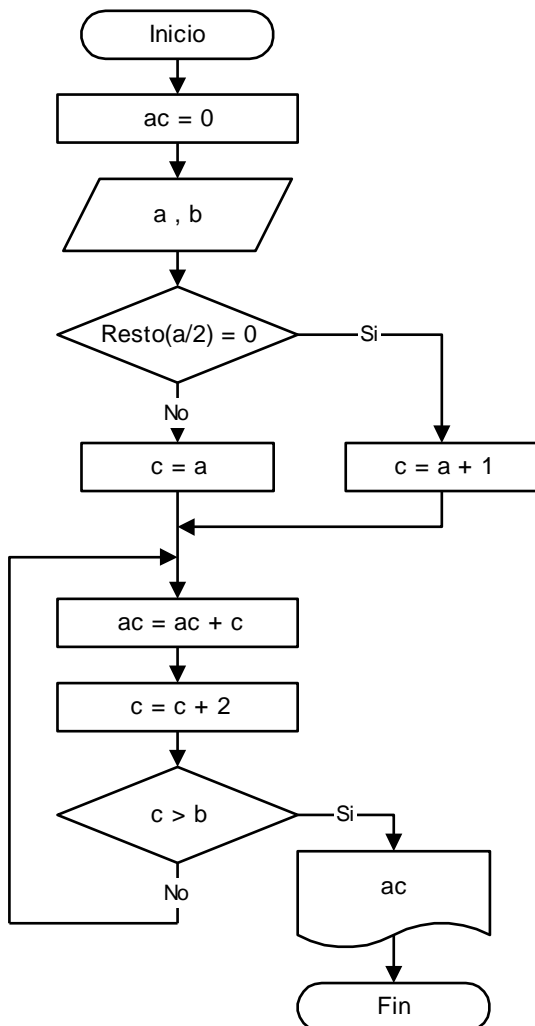 Inicio
ac = 0
a , b
Resto(a/2) = 0
Si
No
c = a
c = a + 1
ac = ac + c
c = c + 2
c > b
Si
No
ac
Fin